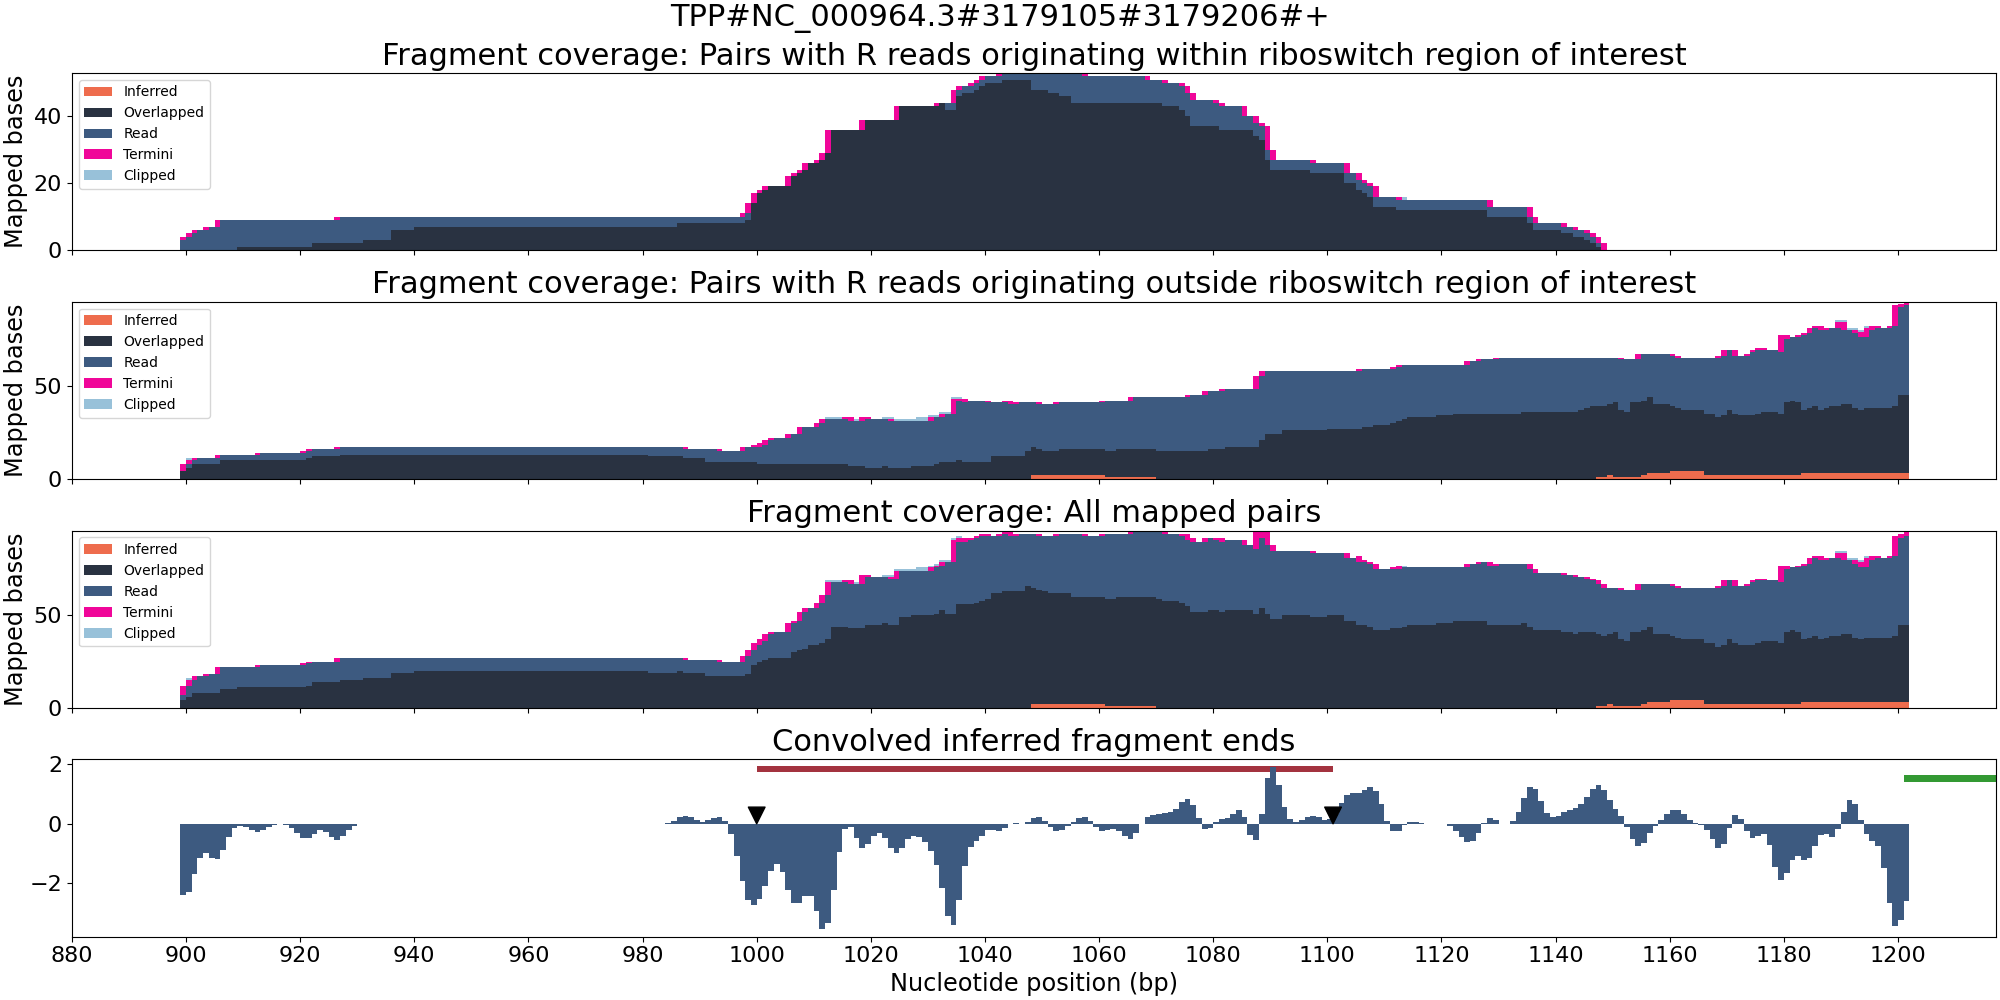 TPP#NC_000964.3#3179105#3179206#+
Fragment coverage: Pairs with R reads originating within riboswitch region of interest
Mapped bases
40
20
0
Inferred
Overlapped
Read
Termini
Clipped
Fragment coverage: Pairs with R reads originating outside riboswitch region of interest
Mapped bases
50
0
Inferred
Overlapped
Read
Termini
Clipped
Fragment coverage: All mapped pairs
Mapped bases
50
0
Inferred
Overlapped
Read
Termini
Clipped
Convolved inferred fragment ends
2
0
−2
880 900 920 940 960 980 1000 1020 1040 1060 1080 1100 1120 1140 1160 1180 1200
Nucleotide position (bp)